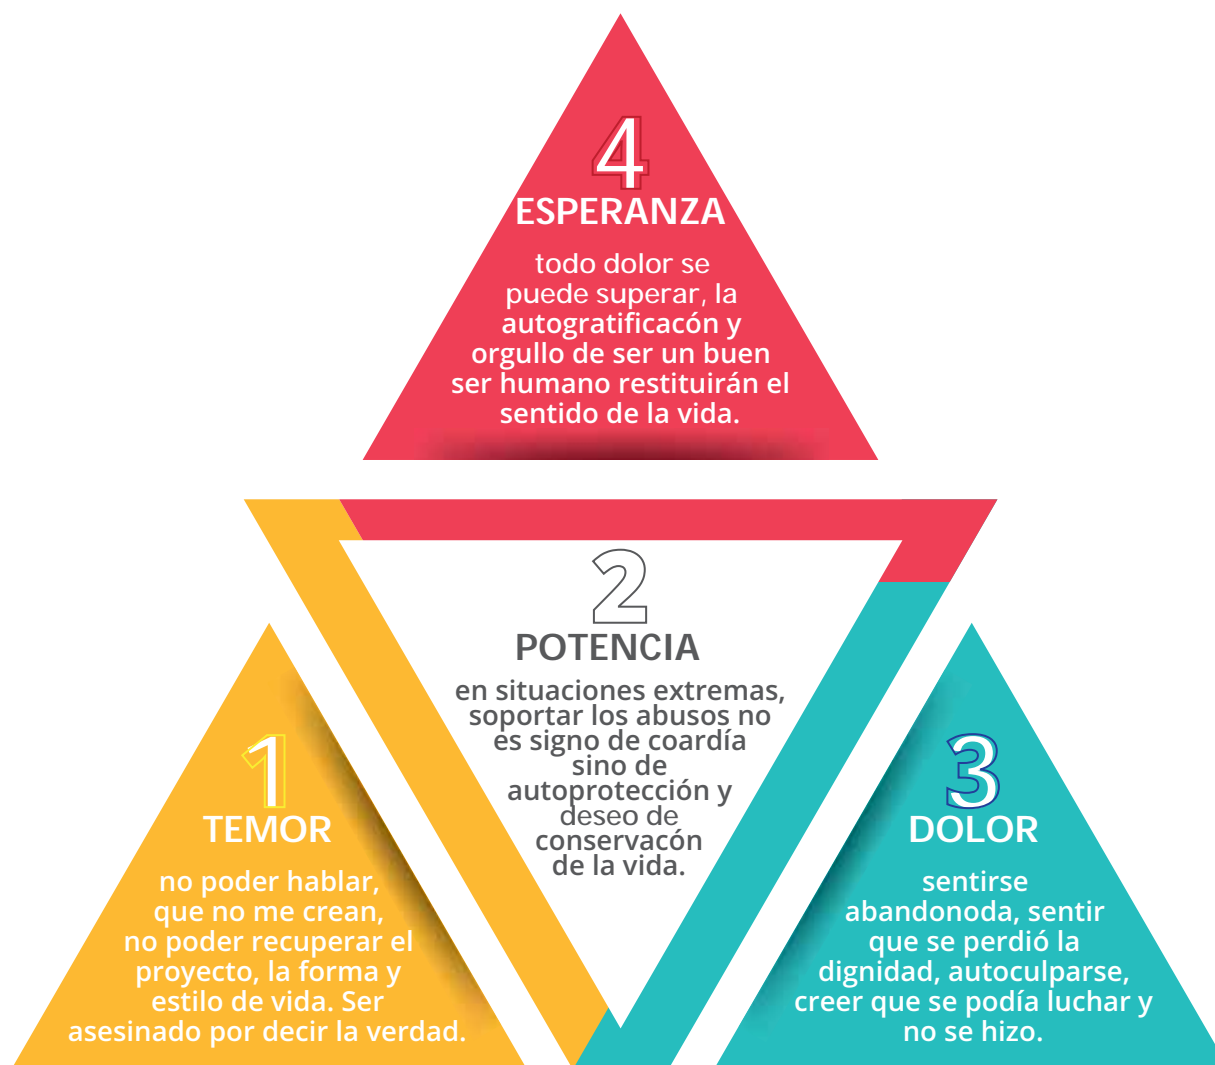 4
ESPERANZA
todo dolor se
puede superar, la
autogratificacón y
orgullo de ser un buen
ser humano restituirán el
sentido de la vida.
2
POTENCIA
en situaciones extremas,
soportar los abusos no
es signo de coardía
sino de
autoprotección y
deseo de
conservacón
de la vida.
1
TEMOR
no poder hablar,
que no me crean,
no poder recuperar el
proyecto, la forma y
estilo de vida. Ser
asesinado por decir la verdad.
3
DOLOR
sentirse
abandonoda, sentir
que se perdió la
dignidad, autoculparse,
creer que se podía luchar y
no se hizo.